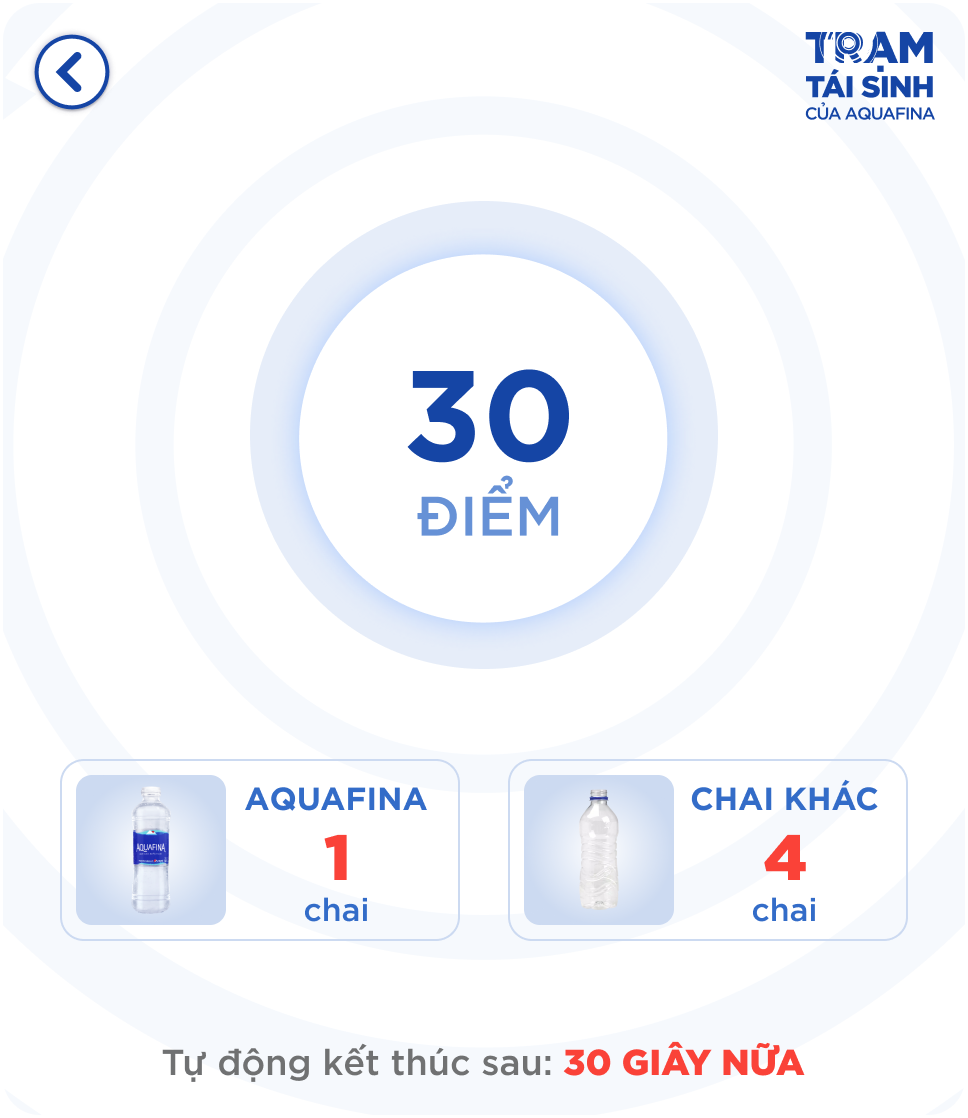 TRẠM
TÁI SINH
CỦA AQUAFINA
30
ĐIỂM
AQUAFINA
AQUAFINA
1
chai
CHAI KHÁC
4
chai
Tự động kết thúc sau: 30 GIÂY NỮA